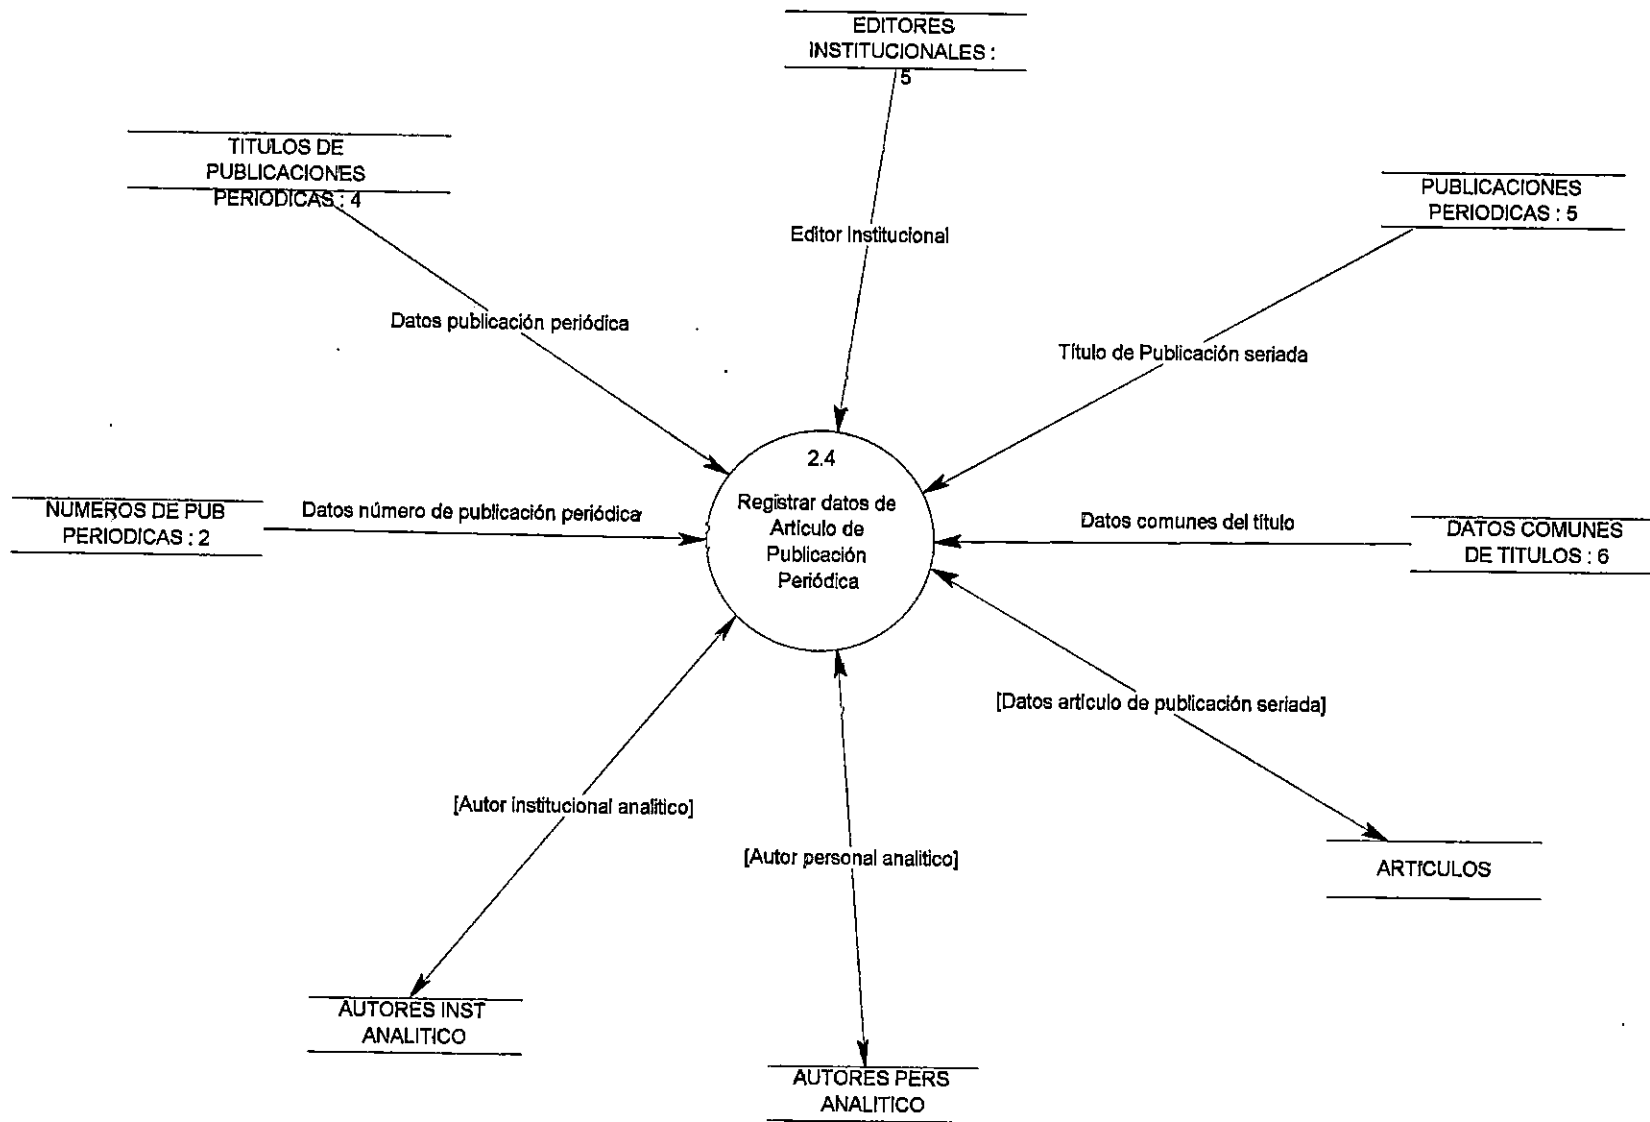 EDITORES
INSTITUCIONALES :
5
TITULOS DE
PUBLICACIONES
PERIODICAS : 4
PUBLICACIONES
PERIODICAS : 5
Editor Institucional
Datos publicación periódica
Título de Publicación seriada
2.4
Registrar datos de
Artículo de
Publicación
Periódica
NUMEROS DE PUB
PERIODICAS : 2
Datos número de publicación periódica
Datos comunes del título
DATOS COMUNES
DE TITULOS : 6
[Datos artículo de publicación seriada]
[Autor institucional analitico]
[Autor personal analitico]
ARTICULOS
AUTORES INST
ANALITICO
AUTORES PERS
ANALITICO